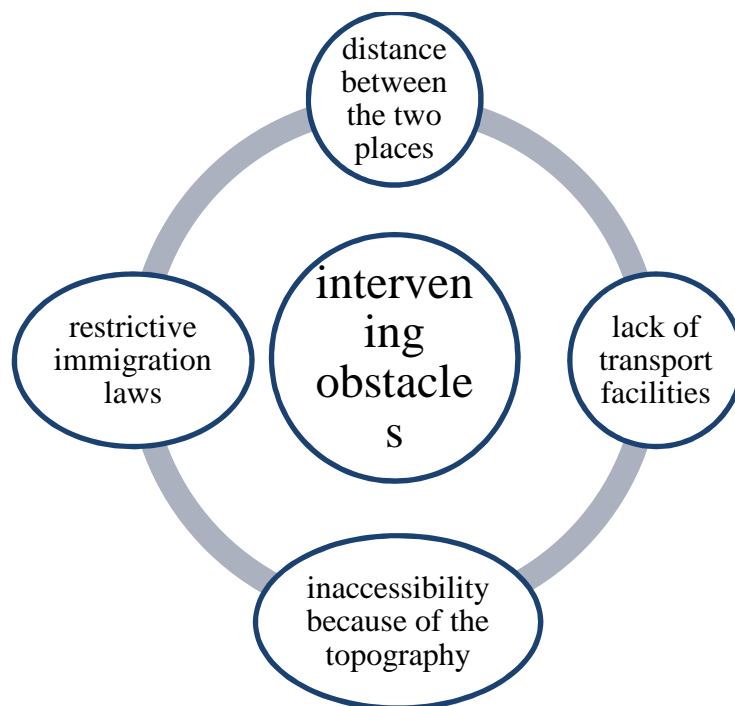 distance
between
the two
places
interven
ing
obstacle
s
restrictive
immigration
laws
lack of
transport
facilities
inaccessibility
because of the
topography